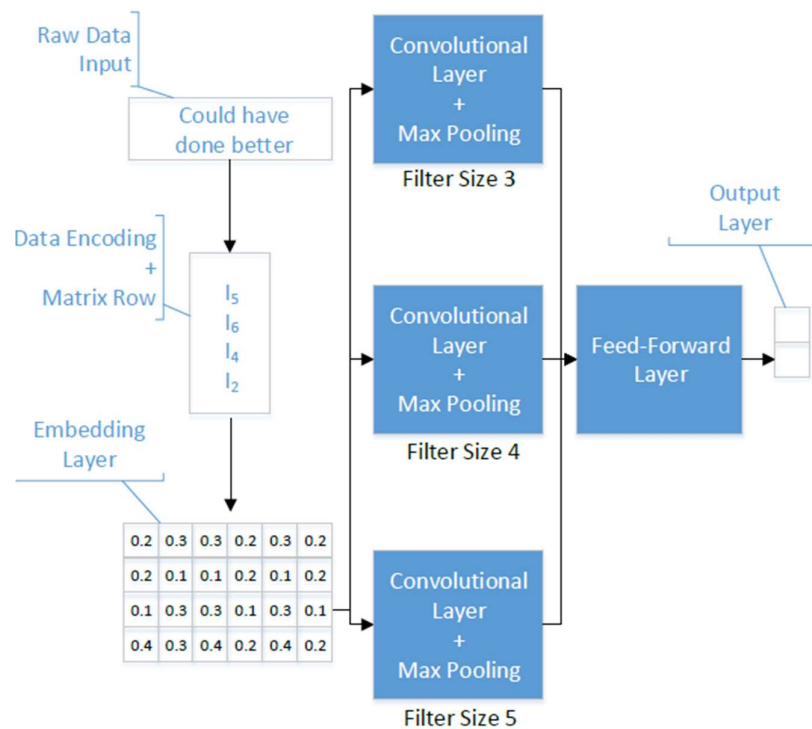 Raw Data
Input
Could have
done better
Data Encoding
+
Matrix Row
I₅
I₆
I₄
I₂
Embedding
Layer
0.2 0.3 0.3 0.2 0.3 0.2
0.2 0.1 0.1 0.2 0.1 0.2
0.1 0.3 0.3 0.1 0.3 0.1
0.4 0.3 0.4 0.2 0.4 0.2
Convolutional
Layer
+
Max Pooling
Filter Size 3
Convolutional
Layer
+
Max Pooling
Filter Size 4
Convolutional
Layer
+
Max Pooling
Filter Size 5
Feed-Forward
Layer
Output
Layer